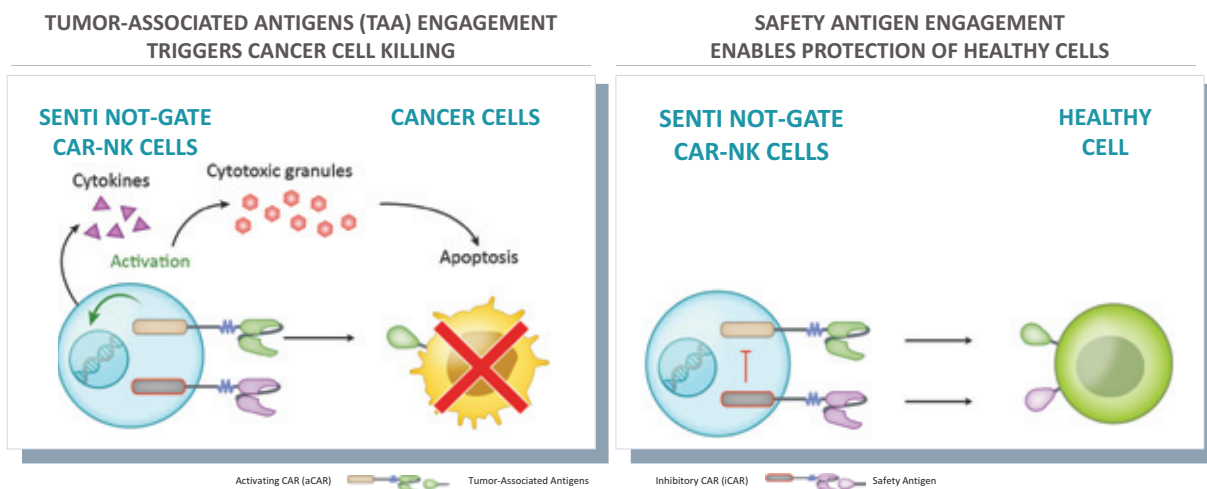 TUMOR-ASSOCIATED ANTIGENS (TAA) ENGAGEMENT
TRIGGERS CANCER CELL KILLING
SENTI NOT-GATE
CAR-NK CELLS
CANCER CELLS
Cytokines
Cytotoxic granules
Activation
Apoptosis
SAFETY ANTIGEN ENGAGEMENT
ENABLES PROTECTION OF HEALTHY CELLS
SENTI NOT-GATE
CAR-NK CELLS
HEALTHY
CELL
Activating CAR (aCAR)
Tumor-Associated Antigens
Inhibitory CAR (iCAR)
Safety Antigen